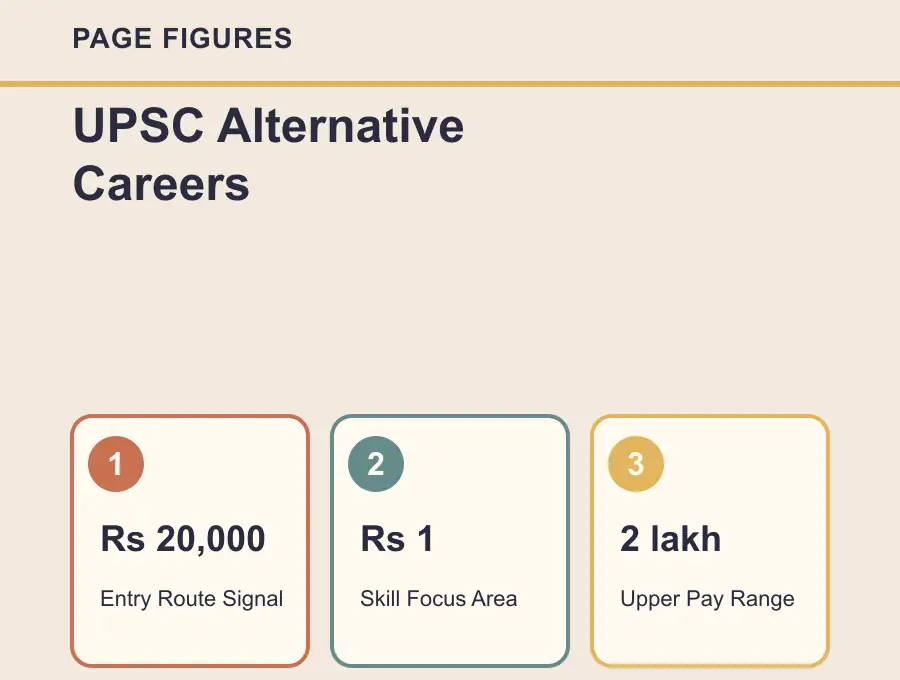 PAGE FIGURES
UPSC Alternative
Careers
1
Rs 20,000
Entry Route Signal
2
Rs 1
Skill Focus Area
3
2 lakh
Upper Pay Range